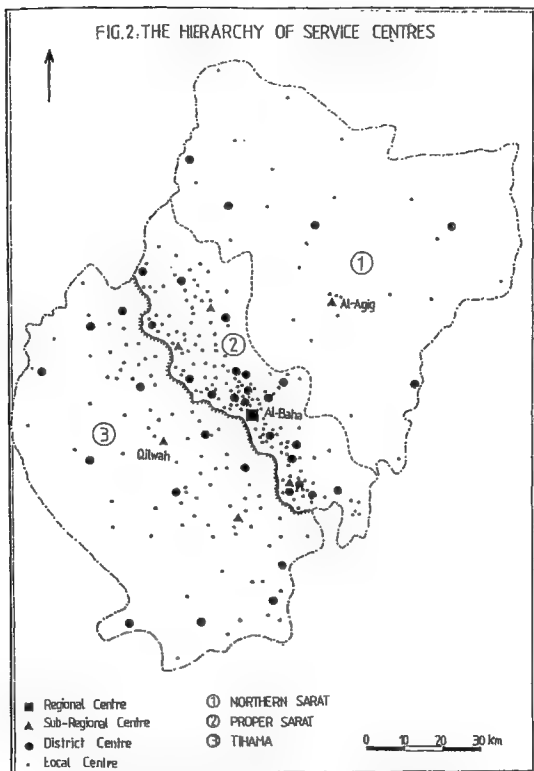 FIG.2:THE HIERARCHY OF SERVICE CENTRES
①
Al-Aqiq
②
Al-Baha
③
Qilwah
Regional Centre
Sub-Regional Centre
District Centre
Local Centre
① NORTHERN SARAT
② PROPER SARAT
③ TIHAMA
0 10 20 30 km